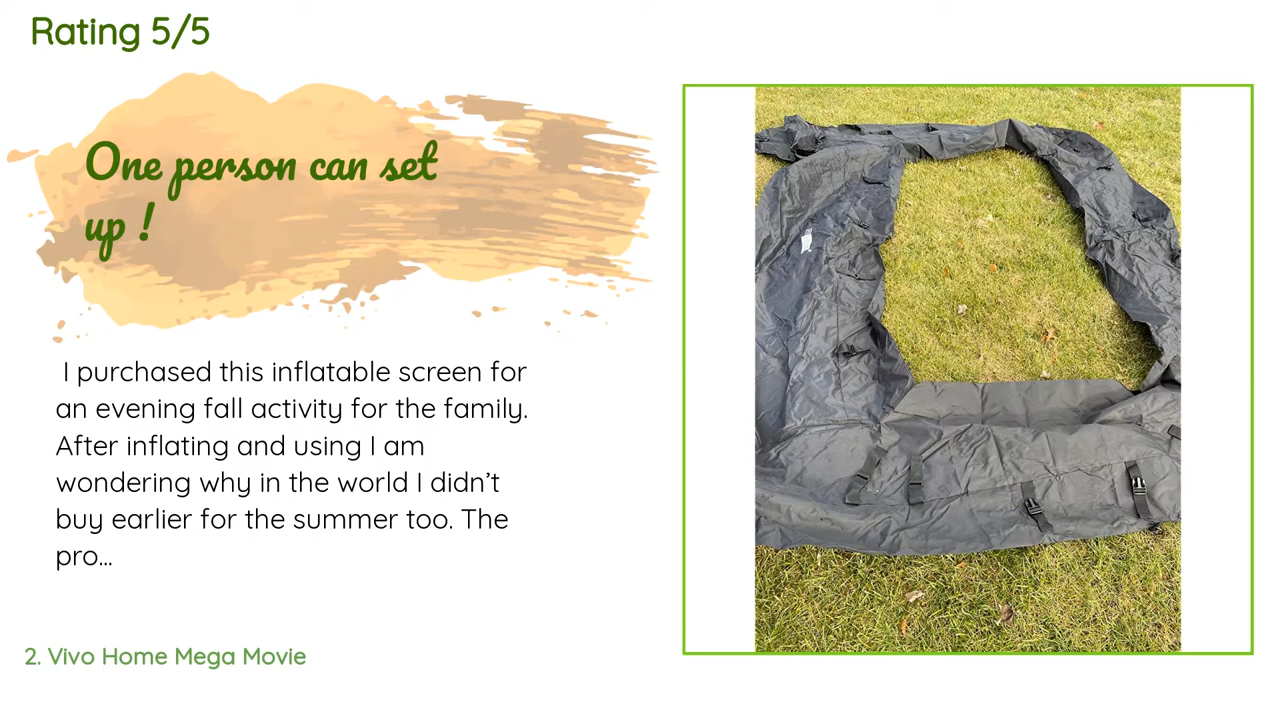 Rating 5/5
One person can set
up !
I purchased this inflatable screen for
an evening fall activity for the family.
After inflating and using I am
wondering why in the world I didn’t
buy earlier for the summer too. The
pro...
2. Vivo Home Mega Movie